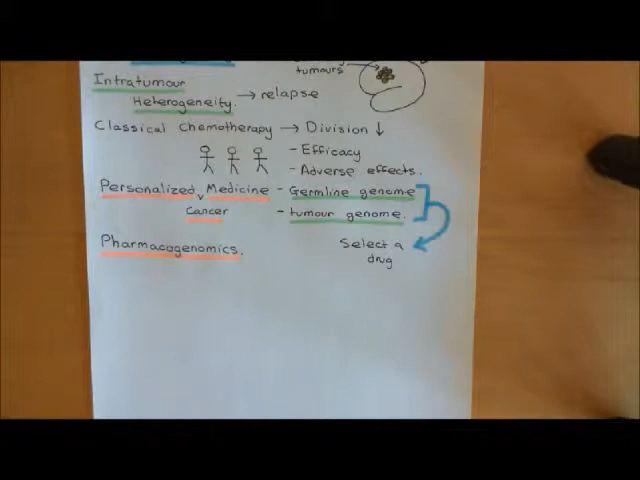 tumours
Intratumour
Heterogeneity. → relapse
Classical Chemotherapy → Division ↓
- Efficacy
- Adverse effects.
Personalized Medicine - Germline genome
Cancer - tumour genome.
Pharmacogenomics. Select a
drug